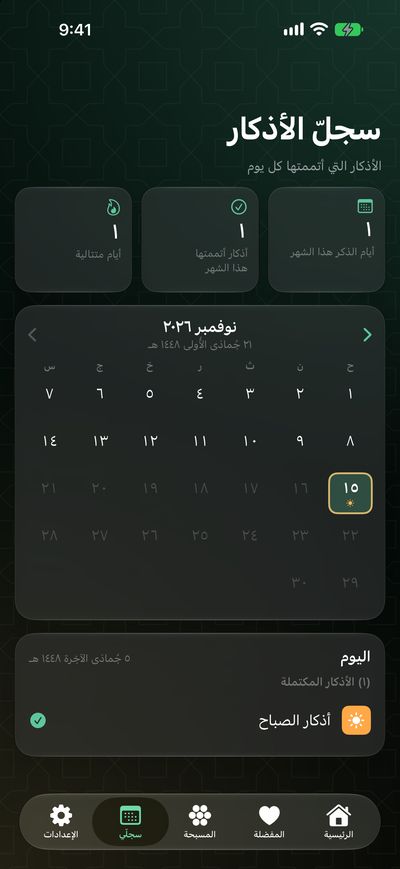 9:41
سجلّ الأذكار
الأذكار التي أتممتها كل يوم
١
أيام الذكر هذا الشهر
١
أذكار أتممتها
هذا الشهر
١
أيام متتالية
نوفمبر ٢٠٢٦
٢١ جُمادى الأولى ١٤٤٨ هـ
ح ن ث ر خ ج س
١ ٢ ٣ ٤ ٥ ٦ ٧
٨ ٩ ١٠ ١١ ١٢ ١٣ ١٤
١٥ ١٦ ١٧ ١٨ ١٩ ٢٠ ٢١
٢٢ ٢٣ ٢٤ ٢٥ ٢٦ ٢٧ ٢٨
٢٩ ٣٠
اليوم
٥ جُمادى الآخرة ١٤٤٨ هـ
(١) الأذكار المكتملة
أذكار الصباح
الرئيسية المفضلة المسبحة سجلّي الإعدادات